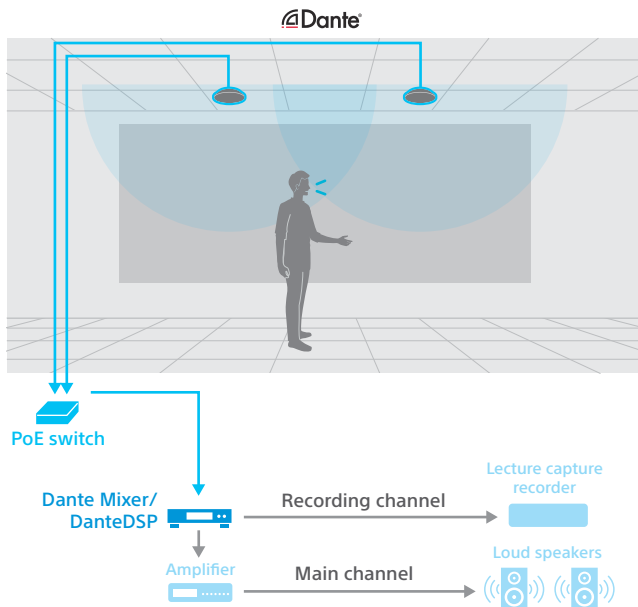 Dante®
PoE switch
Dante Mixer/
DanteDSP
Recording channel
Lecture capture
recorder
Amplifier
Main channel
Loud speakers